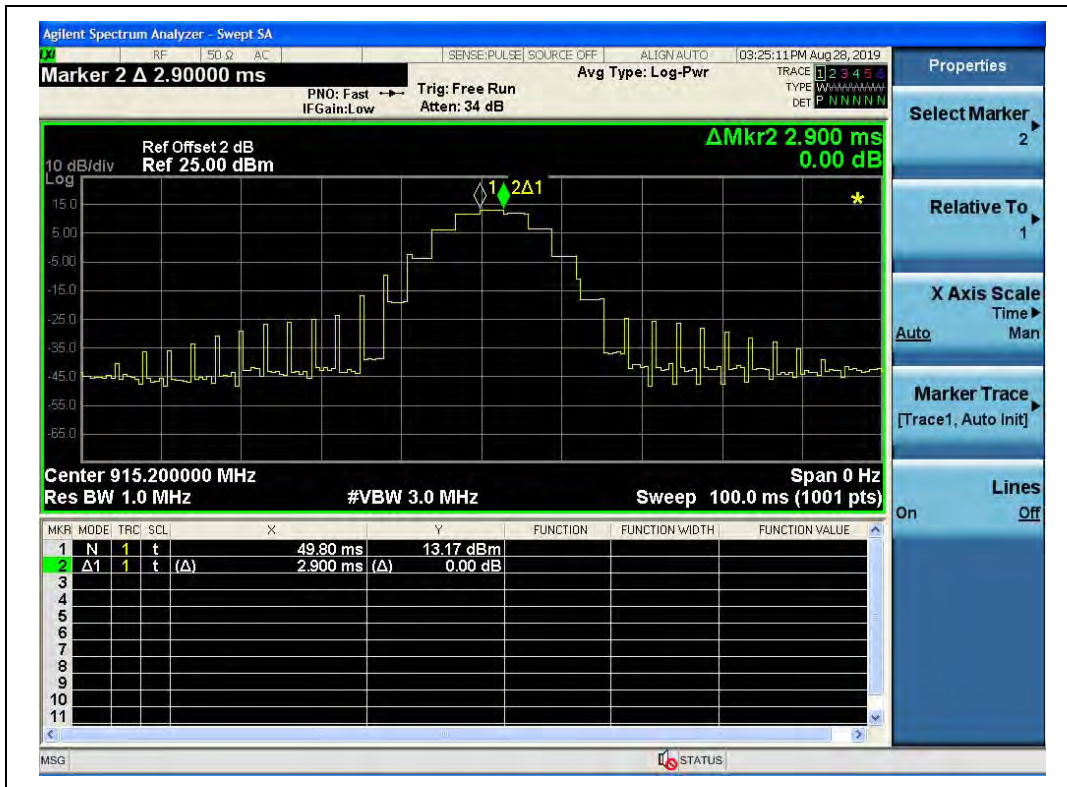 Agilent Spectrum Analyzer - Swept SA
LXI RF 50 Ω AC SENSE:PULSE SOURCE OFF ALIGN AUTO 03:25:11 PM Aug 28, 2019
Marker 2 Δ 2.90000 ms
PNO: Fast
IFGain:Low
Trig: Free Run
Atten: 34 dB
Avg Type: Log-Pwr
TRACE 1 2 3 4 5 6
TYPE W
DET P N N N N N
ΔMkr2 2.900 ms
0.00 dB
Ref Offset 2 dB
10 dB/div Ref 25.00 dBm
Log
1 2Δ1
*
15.0
5.00
-5.00
-15.0
-25.0
-35.0
-45.0
-55.0
-65.0
Center 915.200000 MHz Span 0 Hz
Res BW 1.0 MHz #VBW 3.0 MHz Sweep 100.0 ms (1001 pts)
MKR MODE TRC SCL X Y FUNCTION FUNCTION WIDTH FUNCTION VALUE
1 N 1 t 49.80 ms 13.17 dBm
2 Δ1 1 t (Δ) 2.900 ms (Δ) 0.00 dB
3
4
5
6
7
8
9
10
11
MSG STATUS
Properties
Select Marker
2
Relative To
1
X Axis Scale
Time
Auto Man
Marker Trace
[Trace1, Auto Init]
Lines
On Off